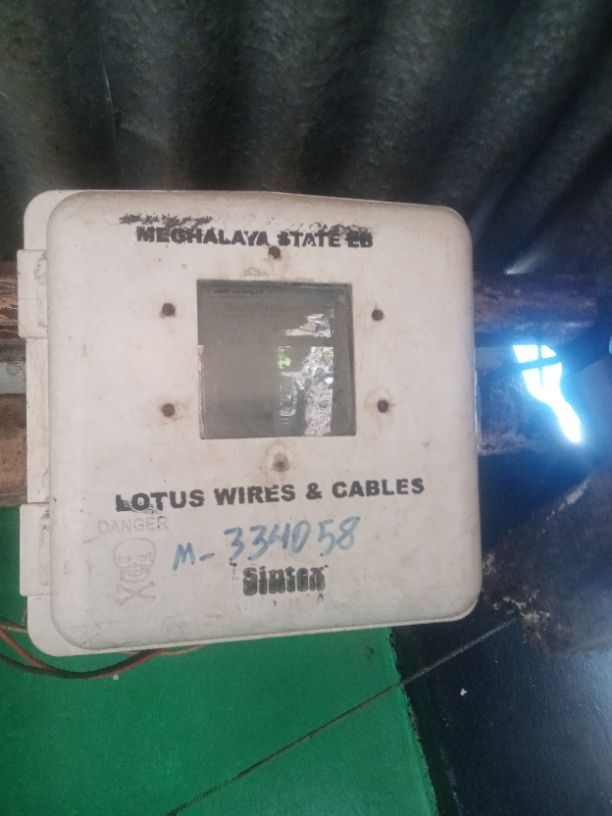 MEGHALAYA STATE EB
LOTUS WIRES & CABLES
DANGER
M-334058
Sintex